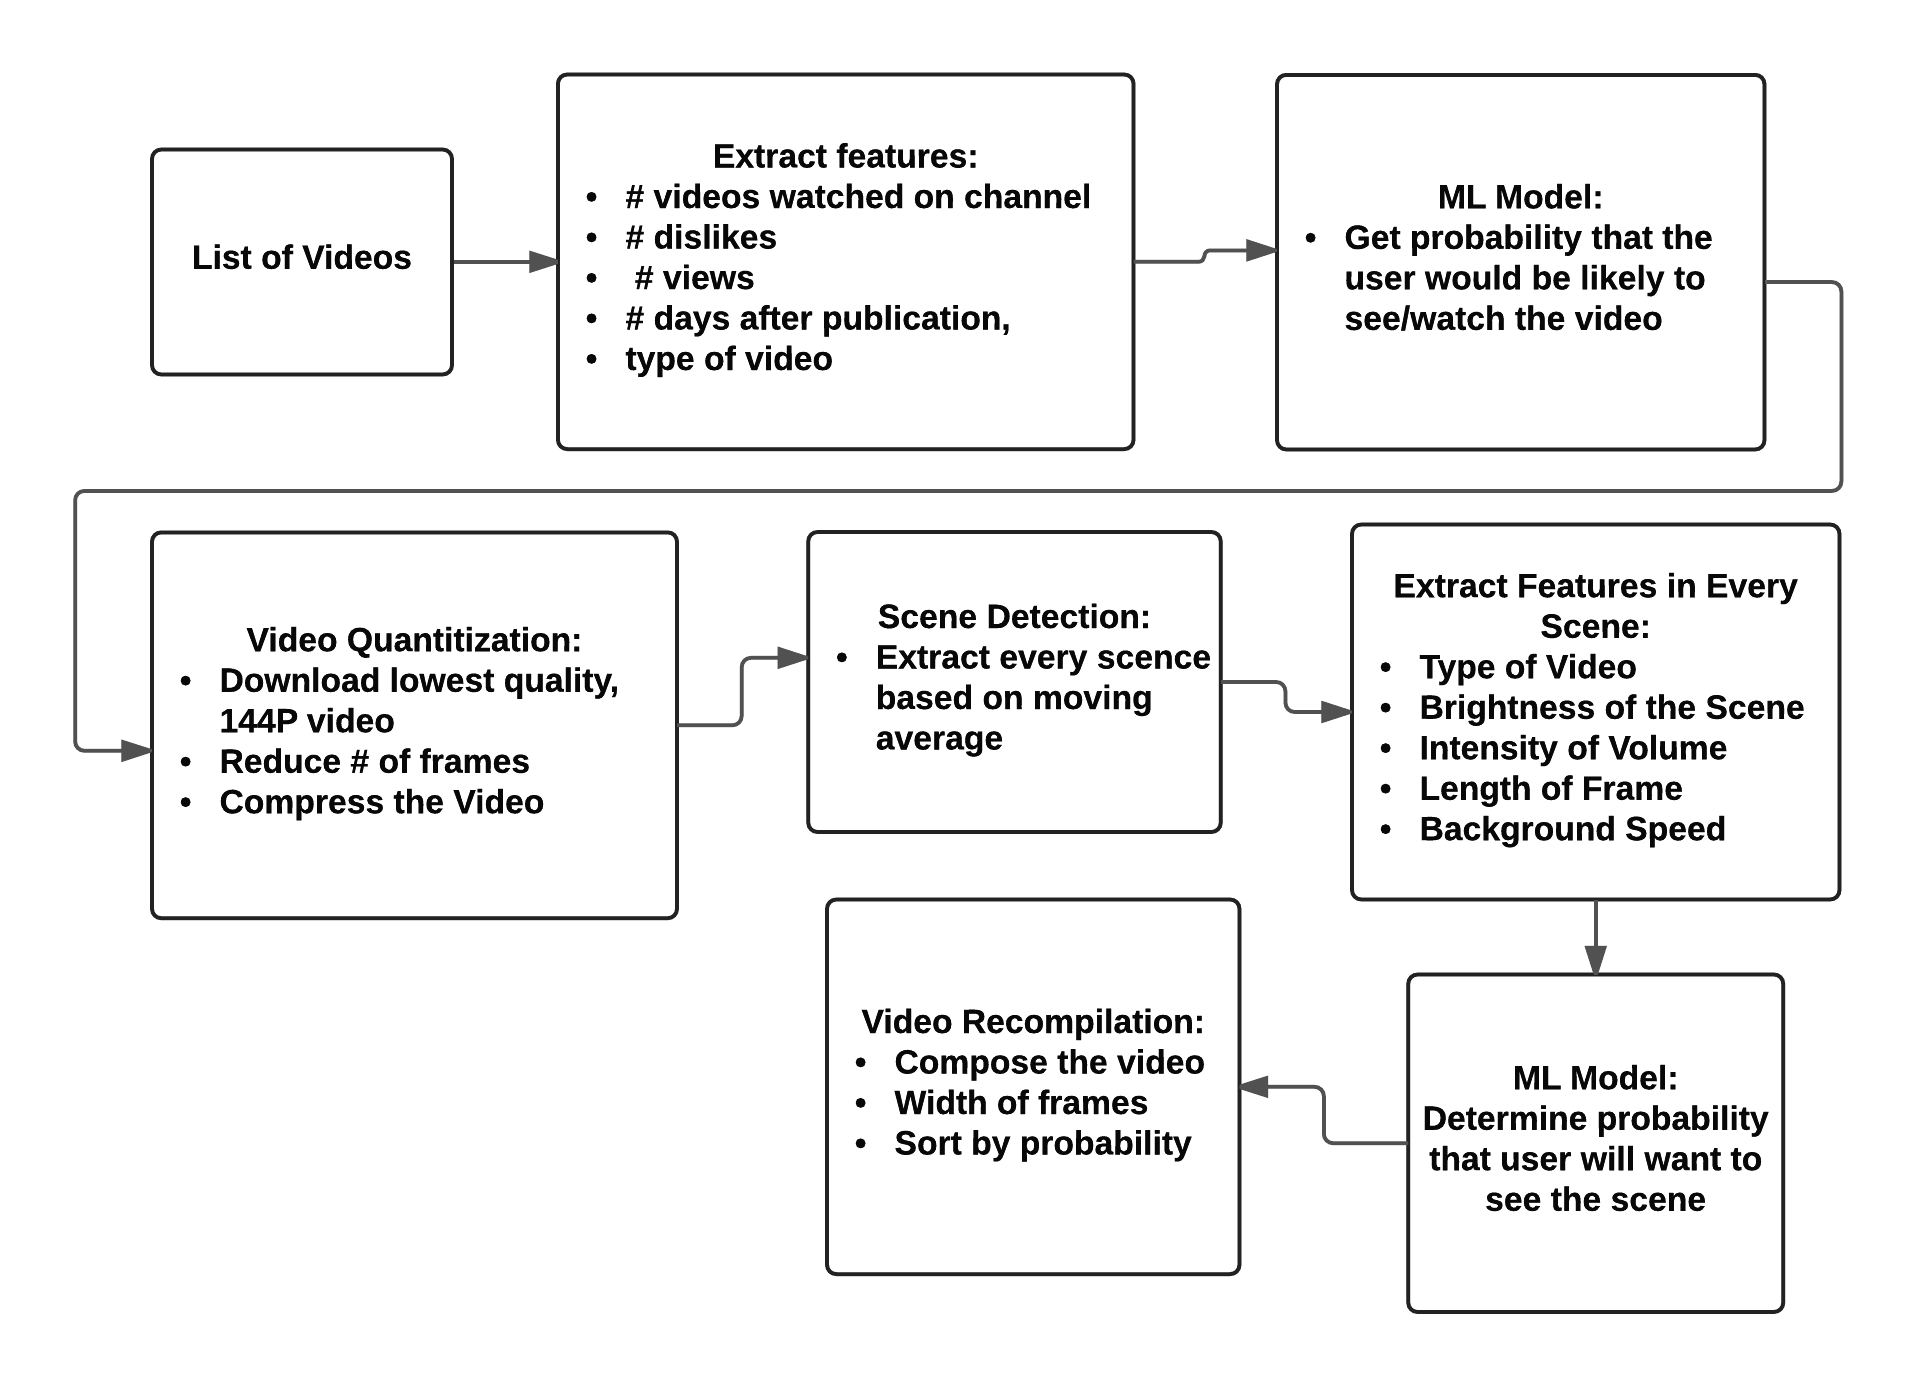 List of Videos
Extract features:
• # videos watched on channel
• # dislikes
• # views
• # days after publication,
• type of video
ML Model:
• Get probability that the
user would be likely to
see/watch the video
Video Quantitization:
• Download lowest quality,
144P video
• Reduce # of frames
• Compress the Video
Scene Detection:
• Extract every scence
based on moving
average
Extract Features in Every
Scene:
• Type of Video
• Brightness of the Scene
• Intensity of Volume
• Length of Frame
• Background Speed
ML Model:
Determine probability
that user will want to
see the scene
Video Recompilation:
• Compose the video
• Width of frames
• Sort by probability